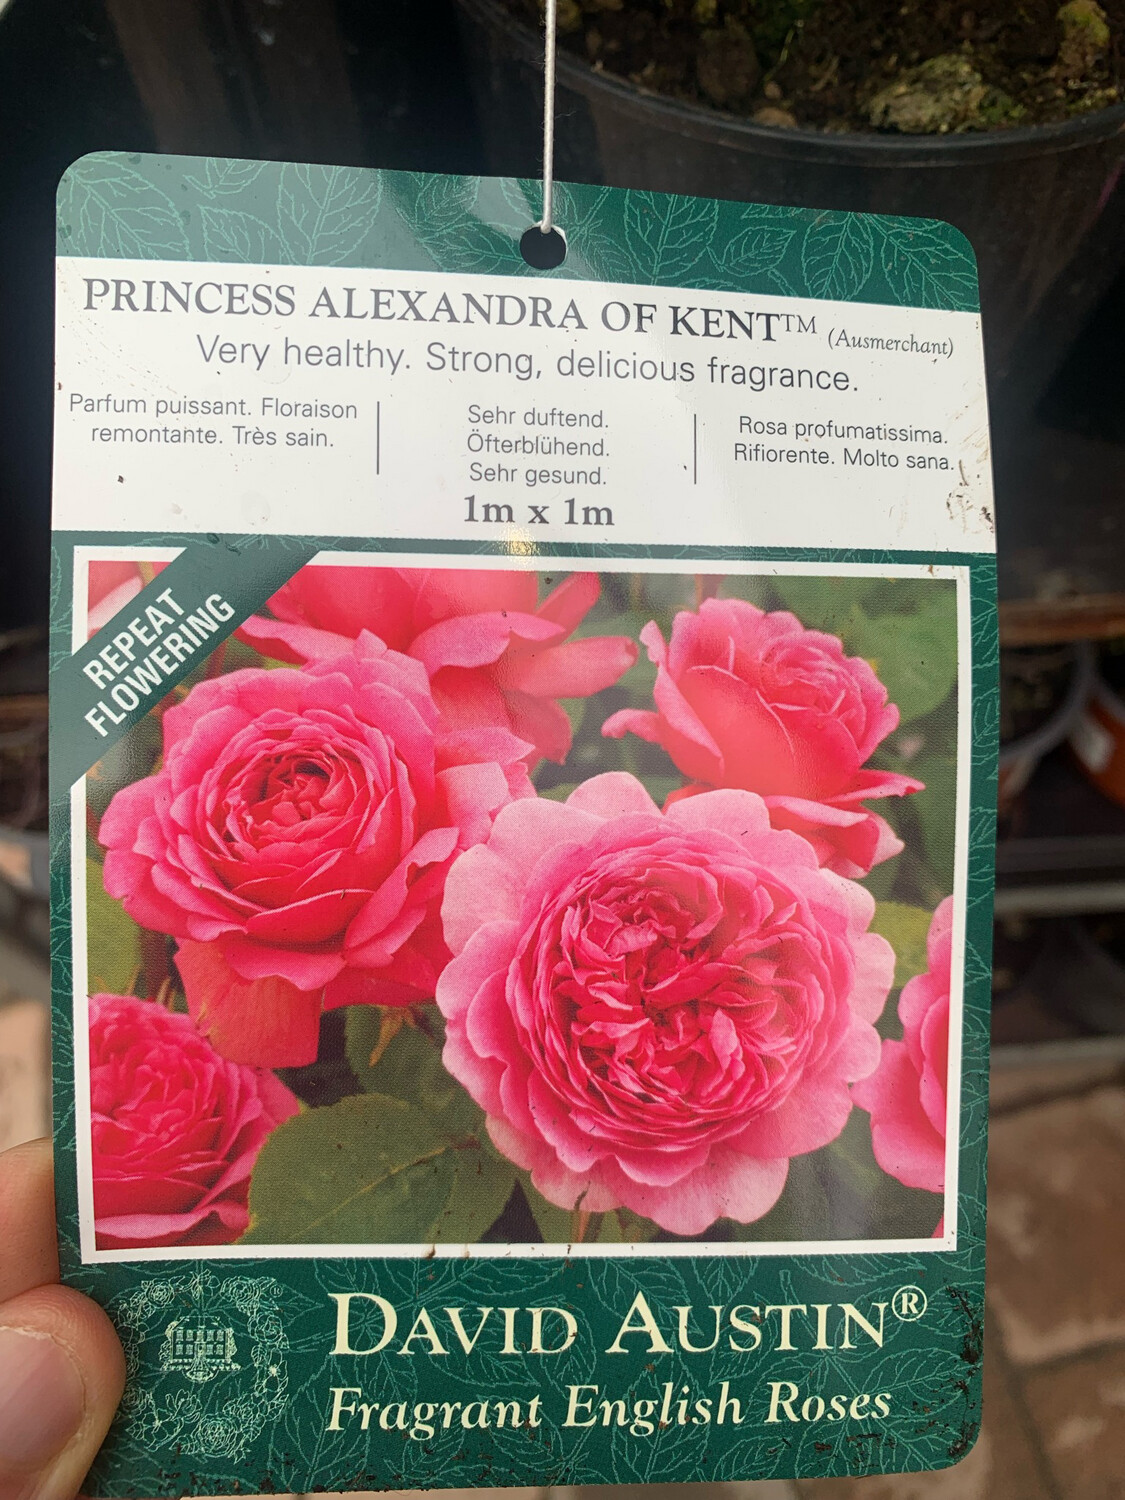 PRINCESS ALEXANDRA OF KENT™ (Ausmerchant)
Very healthy. Strong, delicious fragrance.
Parfum puissant. Floraison
remontante. Très sain.
Sehr duftend.
Öfterblühend.
Sehr gesund.
Rosa profumatissima.
Rifiorente. Molto sana.
1m x 1m
REPEAT
FLOWERING
DAVID AUSTIN®
Fragrant English Roses